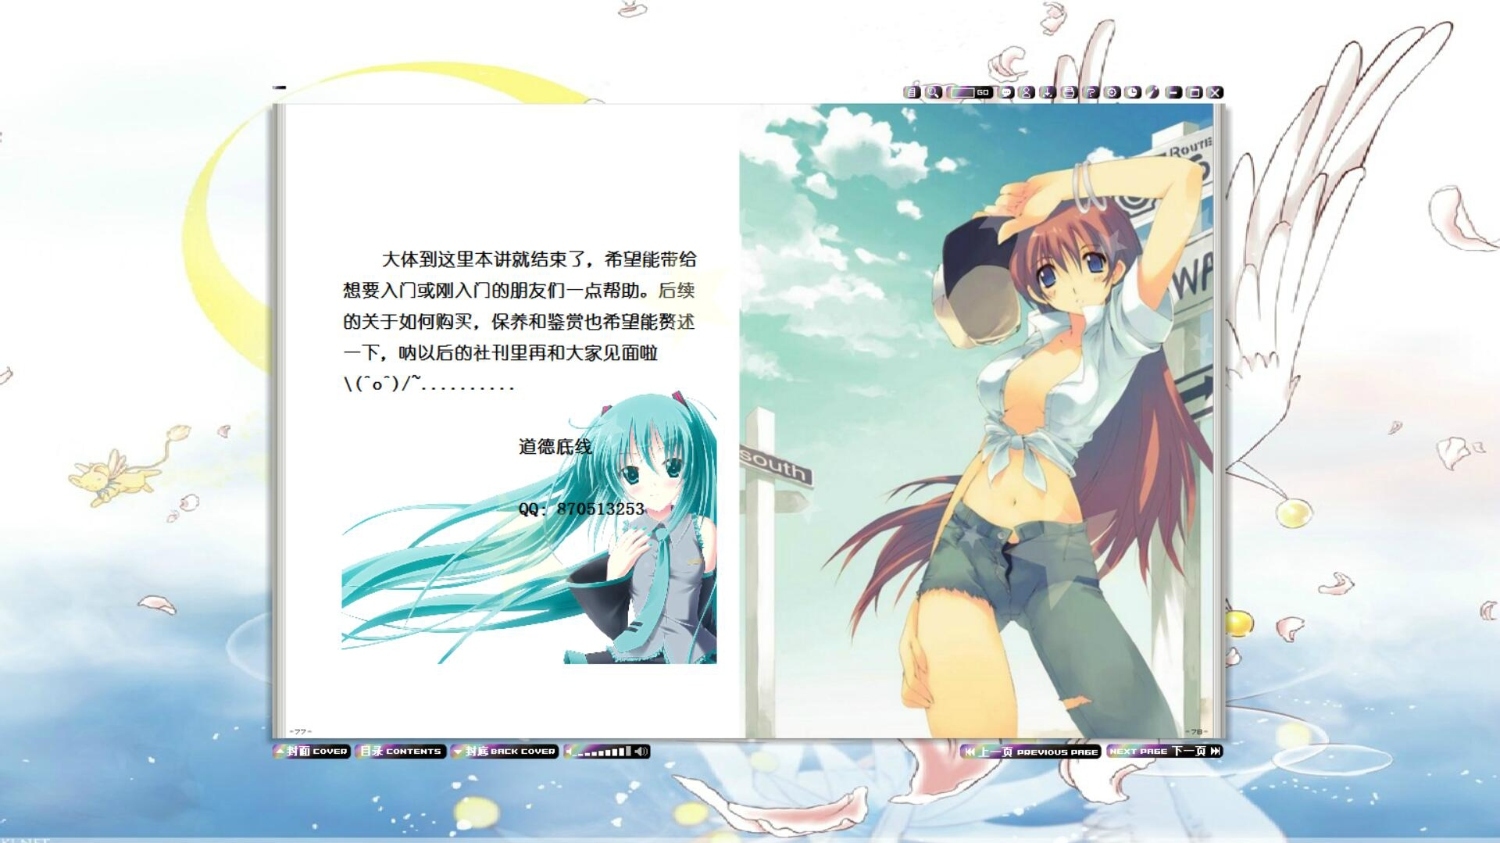 GO
大体到这里本讲就结束了，希望能带给
想要入门或刚入门的朋友们一点帮助。后续
的关于如何购买，保养和鉴赏也希望能赘述
一下，呐以后的社刊里再和大家见面啦
\(ˆoˆ)/~..........
道德底线
QQ: 870513253
ROUTE
south
-77-
-78-
封面 COVER
目录 CONTENTS
封底 BACK COVER
上一页 PREVIOUS PAGE
NEXT PAGE 下一页